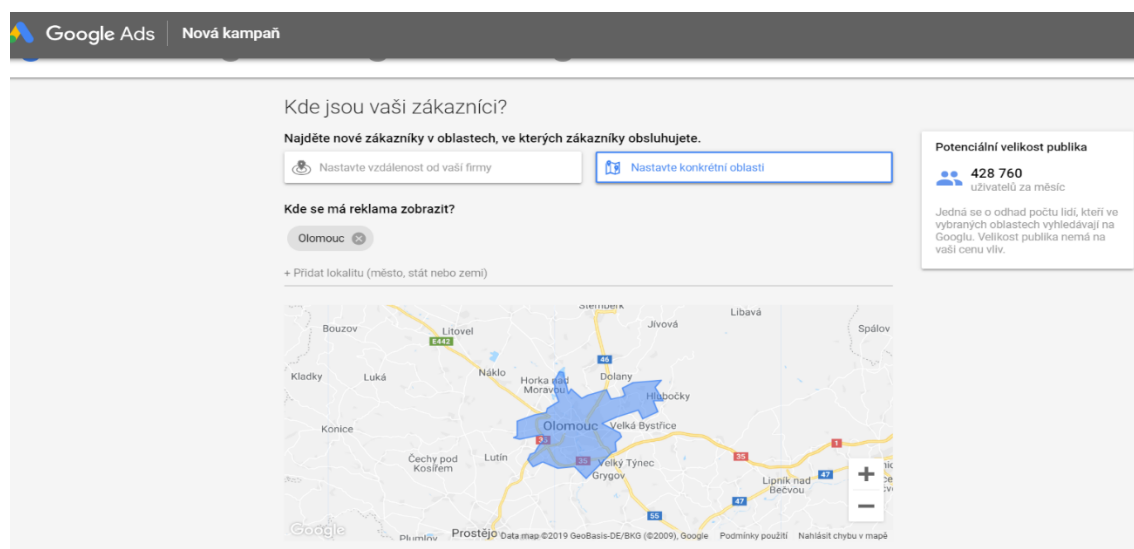 Google Ads Nová kampaň
Kde jsou vaši zákazníci?
Najděte nové zákazníky v oblastech, ve kterých zákazníky obsluhujete.
Nastavte vzdálenost od vaší firmy
Nastavte konkrétní oblasti
Kde se má reklama zobrazit?
Olomouc
+ Přidat lokalitu (město, stát nebo zemi)
Potenciální velikost publika
428 760
uživatelů za měsíc
Jedná se o odhad počtu lidí, kteří ve
vybraných oblastech vyhledávají na
Googlu. Velikost publika nemá na
vaši cenu vliv.
Šternberk
Libavá
Bouzov
Litovel
Jívová
Spálov
E442
46
Kladky
Luká
Náklo
Horka nad
Moravou
Dolany
Hlubočky
Konice
Olomouc
Velká Bystřice
3
1
Čechy pod
Kosířem
Lutín
35
Velký Týnec
35
Grygov
Lipník nad
Bečvou
47
+
47
−
55
Google
Plumlov
Prostějo
Data map ©2019 GeoBasis-DE/BKG (©2009), Google
Podmínky použití
Nahlásit chybu v mapě